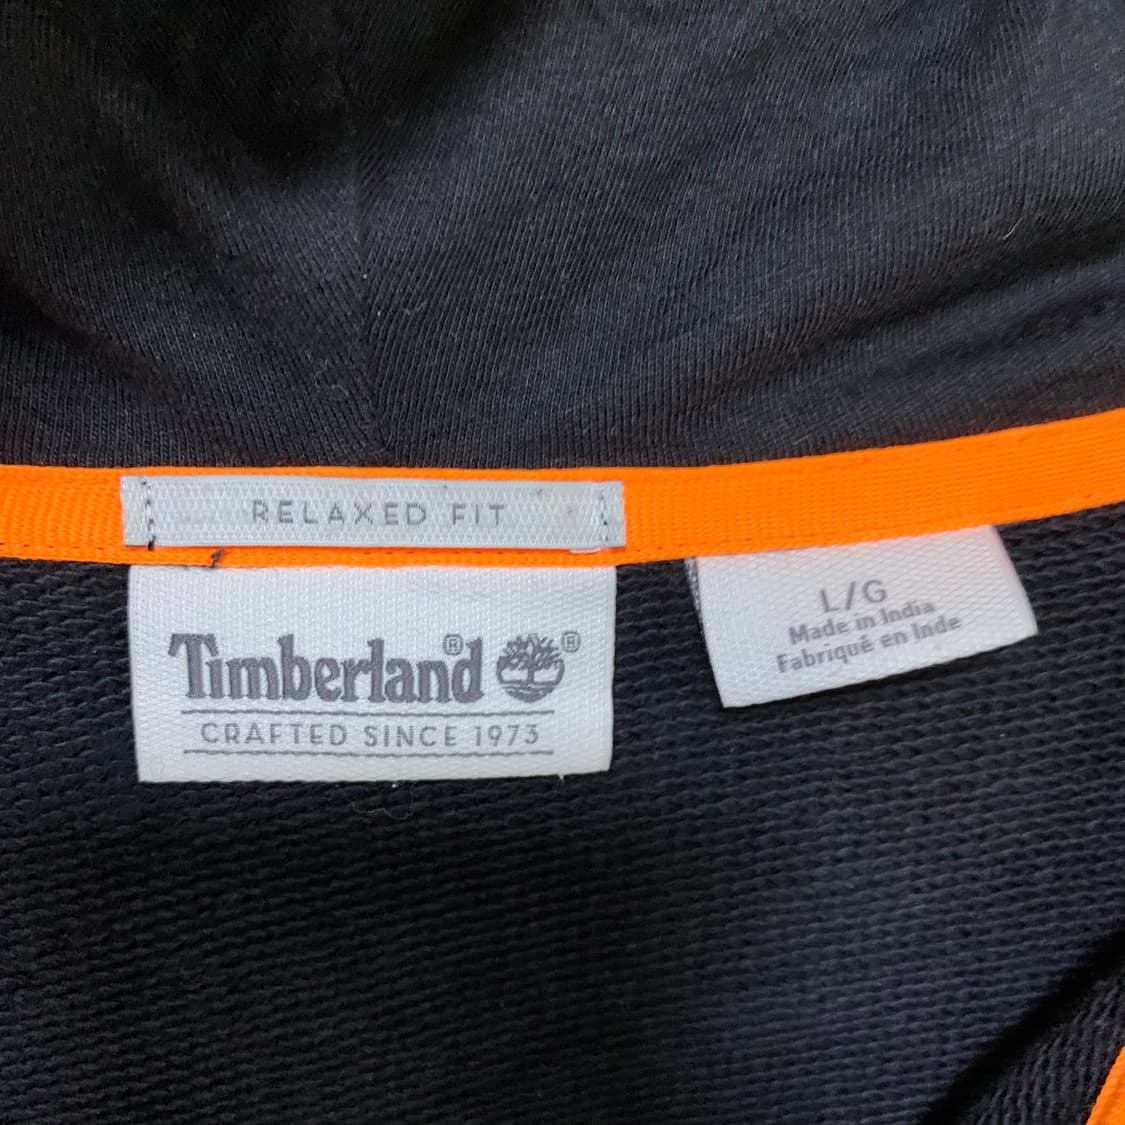 RELAXED FIT
Timberland® ®
CRAFTED SINCE 1973
L/G
Made in India
Fabriqué en Inde